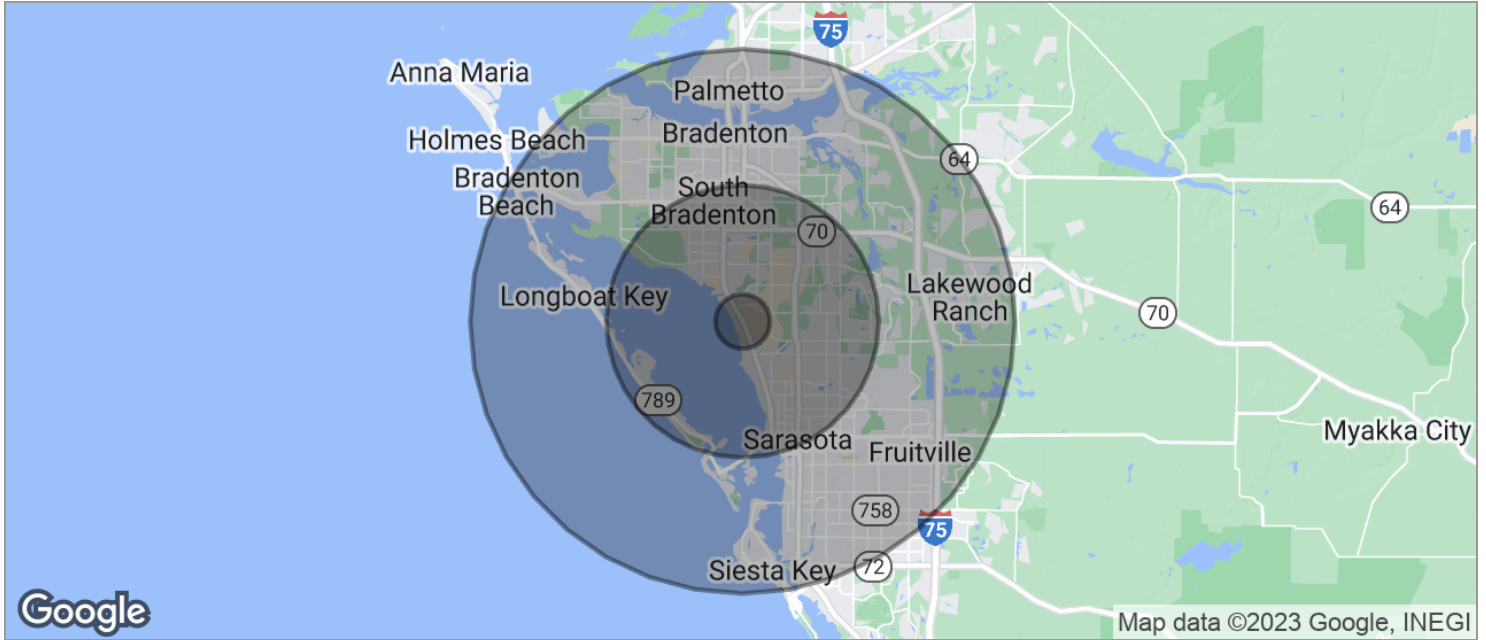 75
Anna Maria
Palmetto
Holmes Beach
Bradenton
64
Bradenton
Beach
South
Bradenton
64
70
Longboat Key
Lakewood
Ranch
70
789
Sarasota
Fruitville
Myakka City
758
75
Siesta Key
72
Google
Map data ©2023 Google, INEGI